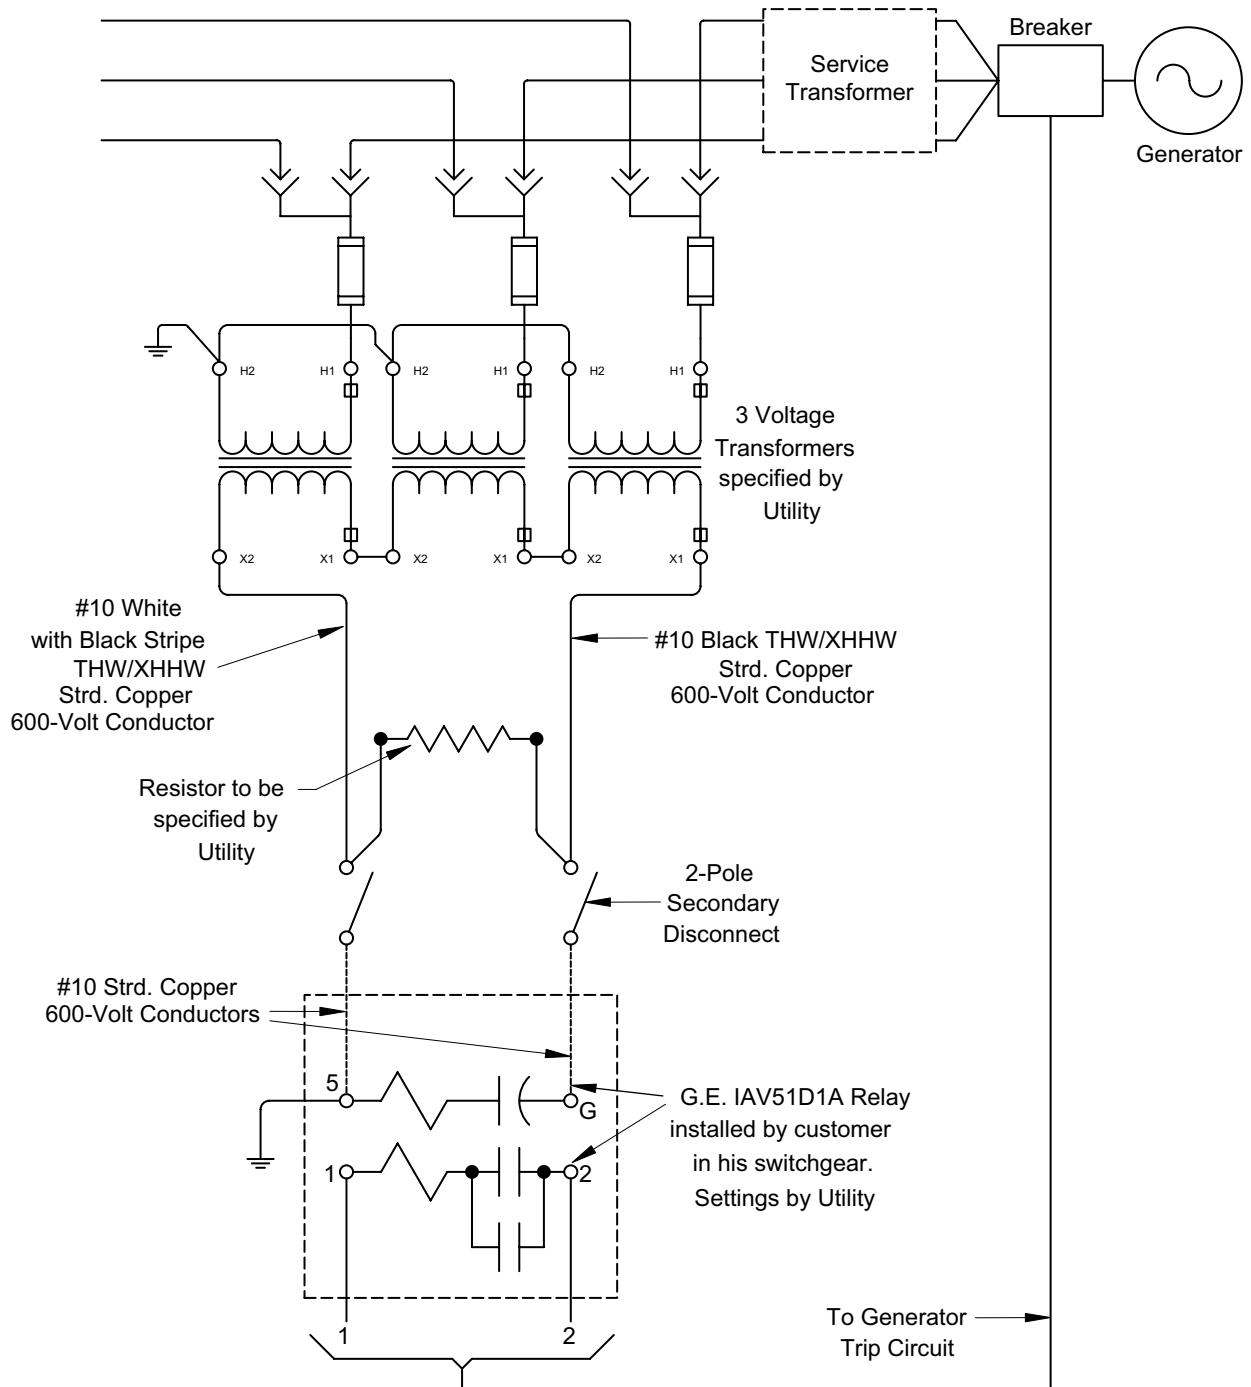 Breaker
Service
Transformer
Generator
H2
H1
H2
H1
H2
H1
3 Voltage
Transformers
specified by
Utility
X2
X1
X2
X1
X2
X1
#10 White
with Black Stripe
THW/XHHW
Strd. Copper
600-Volt Conductor
#10 Black THW/XHHW
Strd. Copper
600-Volt Conductor
Resistor to be
specified by
Utility
2-Pole
Secondary
Disconnect
#10 Strd. Copper
600-Volt Conductors
5
G
G.E. IAV51D1A Relay
installed by customer
in his switchgear.
Settings by Utility
1
2
To Generator
Trip Circuit
1
2